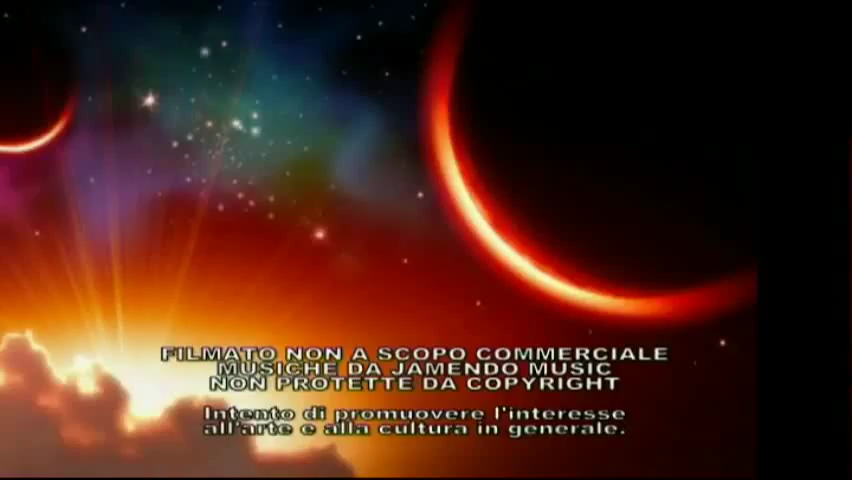 FILMATO NON A SCOPO COMMERCIALE
MUSICHE DA JAMENDO MUSIC
NON PROTETTE DA COPYRIGHT
Intento di promuovere l'interesse
all'arte e alla cultura in generale.